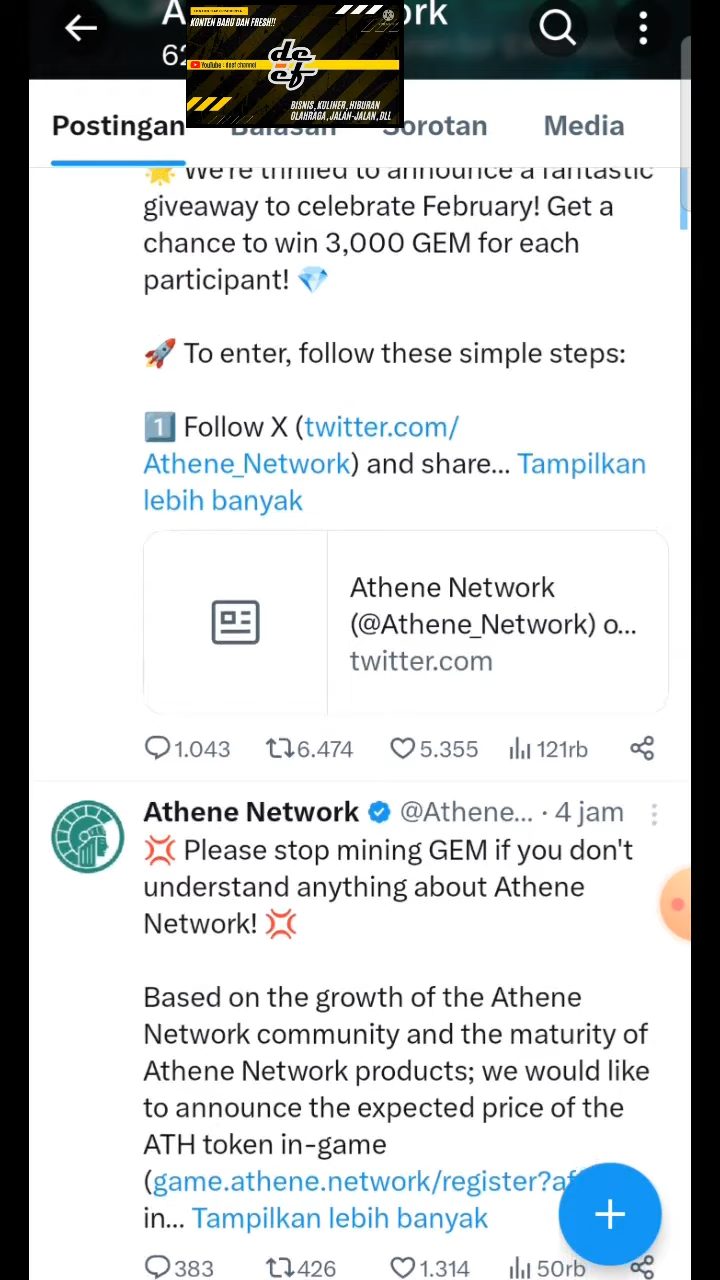 A
ork
62
KONTEN BARU DAN FRESH!!
YouTube : desf channel
BISNIS, KULINER, HIBURAN
OLAHRAGA, JALAN-JALAN, DLL
Postingan Balasan Sorotan Media
🌟 We're thrilled to announce a fantastic
giveaway to celebrate February! Get a
chance to win 3,000 GEM for each
participant! 💎
🚀 To enter, follow these simple steps:
1️⃣ Follow X (twitter.com/
Athene_Network) and share... Tampilkan
lebih banyak
Athene Network
(@Athene_Network) o...
twitter.com
1.043 6.474 5.355 121rb
Athene Network @Athene... · 4 jam
💢 Please stop mining GEM if you don't
understand anything about Athene
Network! 💢
Based on the growth of the Athene
Network community and the maturity of
Athene Network products; we would like
to announce the expected price of the
ATH token in-game
(game.athene.network/register?af
in... Tampilkan lebih banyak
383 426 1.314 50rb